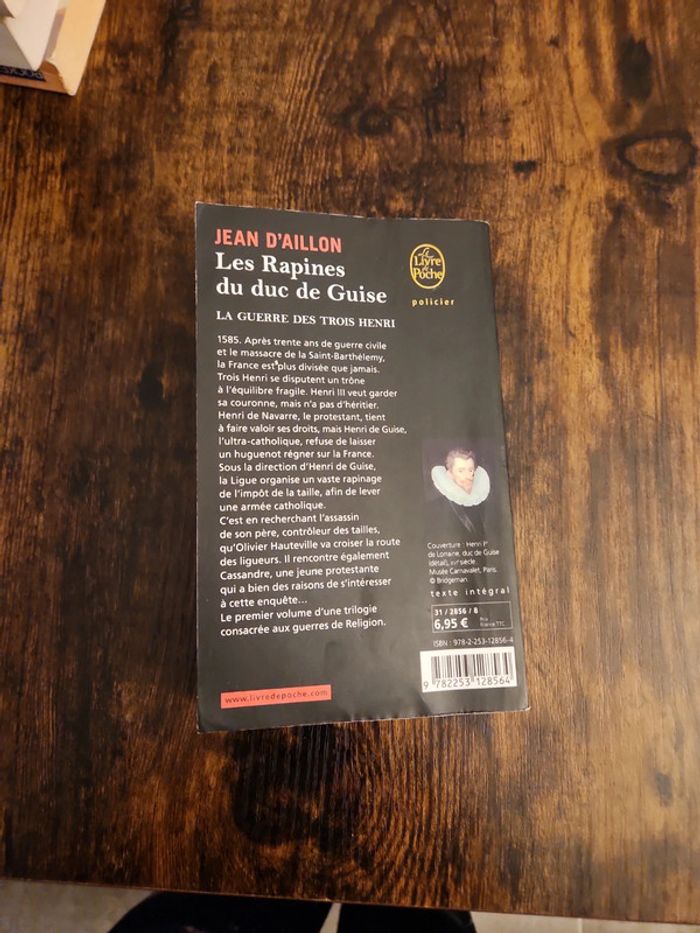 JEAN D'AILLON
Les Rapines
du duc de Guise
LA GUERRE DES TROIS HENRI
Le
Livre
de
Poche
policier
1585. Après trente ans de guerre civile
et le massacre de la Saint-Barthélemy,
la France est plus divisée que jamais.
Trois Henri se disputent un trône
à l'équilibre fragile. Henri III veut garder
sa couronne, mais n'a pas d'héritier.
Henri de Navarre, le protestant, tient
à faire valoir ses droits, mais Henri de Guise,
l'ultra-catholique, refuse de laisser
un huguenot régner sur la France.
Sous la direction d'Henri de Guise,
la Ligue organise un vaste rapinage
de l'impôt de la taille, afin de lever
une armée catholique.
C'est en recherchant l'assassin
de son père, contrôleur des tailles,
qu'Olivier Hauteville va croiser la route
des ligueurs. Il rencontre également
Cassandre, une jeune protestante
qui a bien des raisons de s'intéresser
à cette enquête…
Le premier volume d'une trilogie
consacrée aux guerres de Religion.
www.livredepoche.com
Couverture : Henri Iᵉʳ
de Lorraine, duc de Guise
(détail), XVIᵉ siècle.
Musée Carnavalet, Paris.
© Bridgeman.
texte intégral
31 / 2856 / 8
6,95 €
Prix
France TTC
ISBN : 978-2-253-12856-4
9 782253 128564